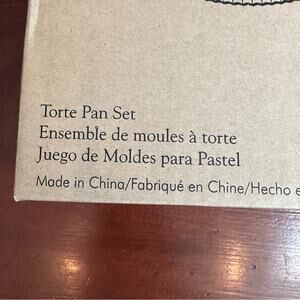 Torte Pan Set
Ensemble de moules à torte
Juego de Moldes para Pastel
Made in China/Fabriqué en Chine/Hecho e